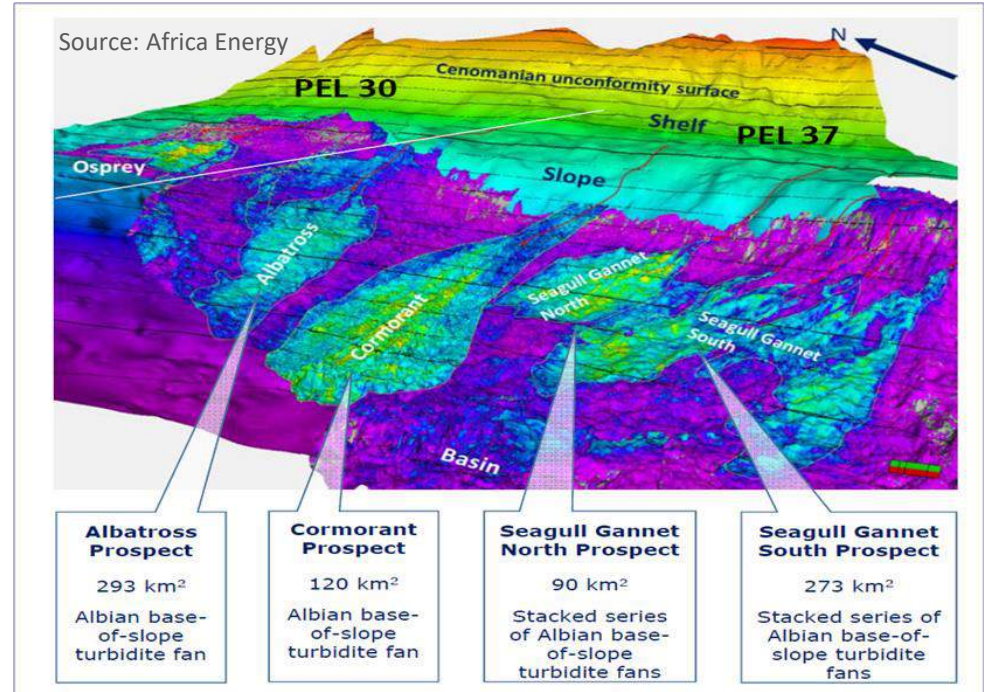 Source: Africa Energy
N
Cenomanian unconformity surface
PEL 30
Shelf
PEL 37
Osprey
Slope
Albatross
Cormorant
Seagull Gannet
North
Seagull Gannet
South
Basin
Albatross
Prospect
293 km²
Albian base-
of-slope
turbidite fan
Cormorant
Prospect
120 km²
Albian base-
of-slope
turbidite fan
Seagull Gannet
North Prospect
90 km²
Stacked series
of Albian base-
of-slope
turbidite fans
Seagull Gannet
South Prospect
273 km²
Stacked series of
Albian base-of-
slope turbidite
fans